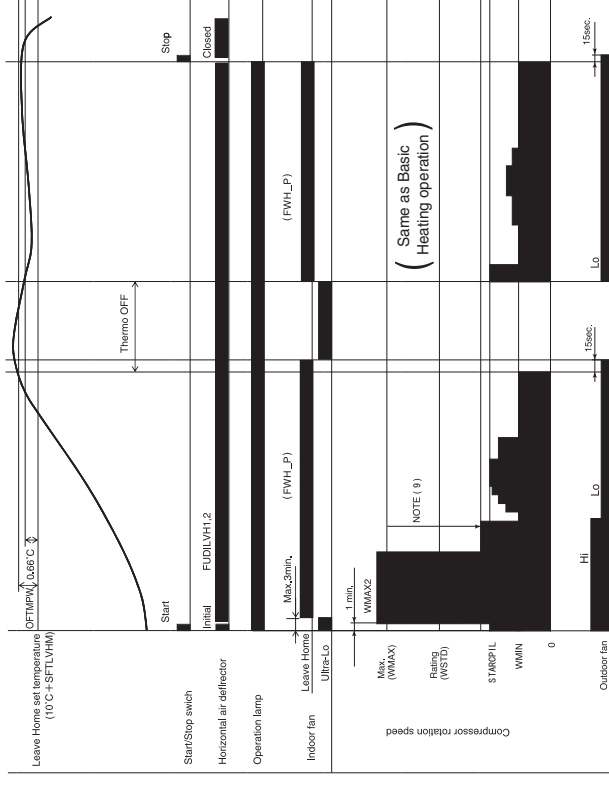 Leave Home set temperature
(10°C＋SFTLVHM)
OFTMPW
0.66°C
Thermo OFF
Start/Stop swich
Start
Stop
Horizontal air deflrector
Initial
FUDILVH1,2
Closed
Operation lamp
Indoor fan
Leave Home
Ultra-Lo
Max.3min.
(FWH_P)
(FWH_P)
Compressor rotation speed
Max.
(WMAX)
Rating
(WSTD)
STARCPIL
WMIN
0
1 min.
WMAX2
NOTE ( 9)
( Same as Basic
Heating operation )
Outdoor fan
Hi
Lo
15sec.
Lo
15sec.